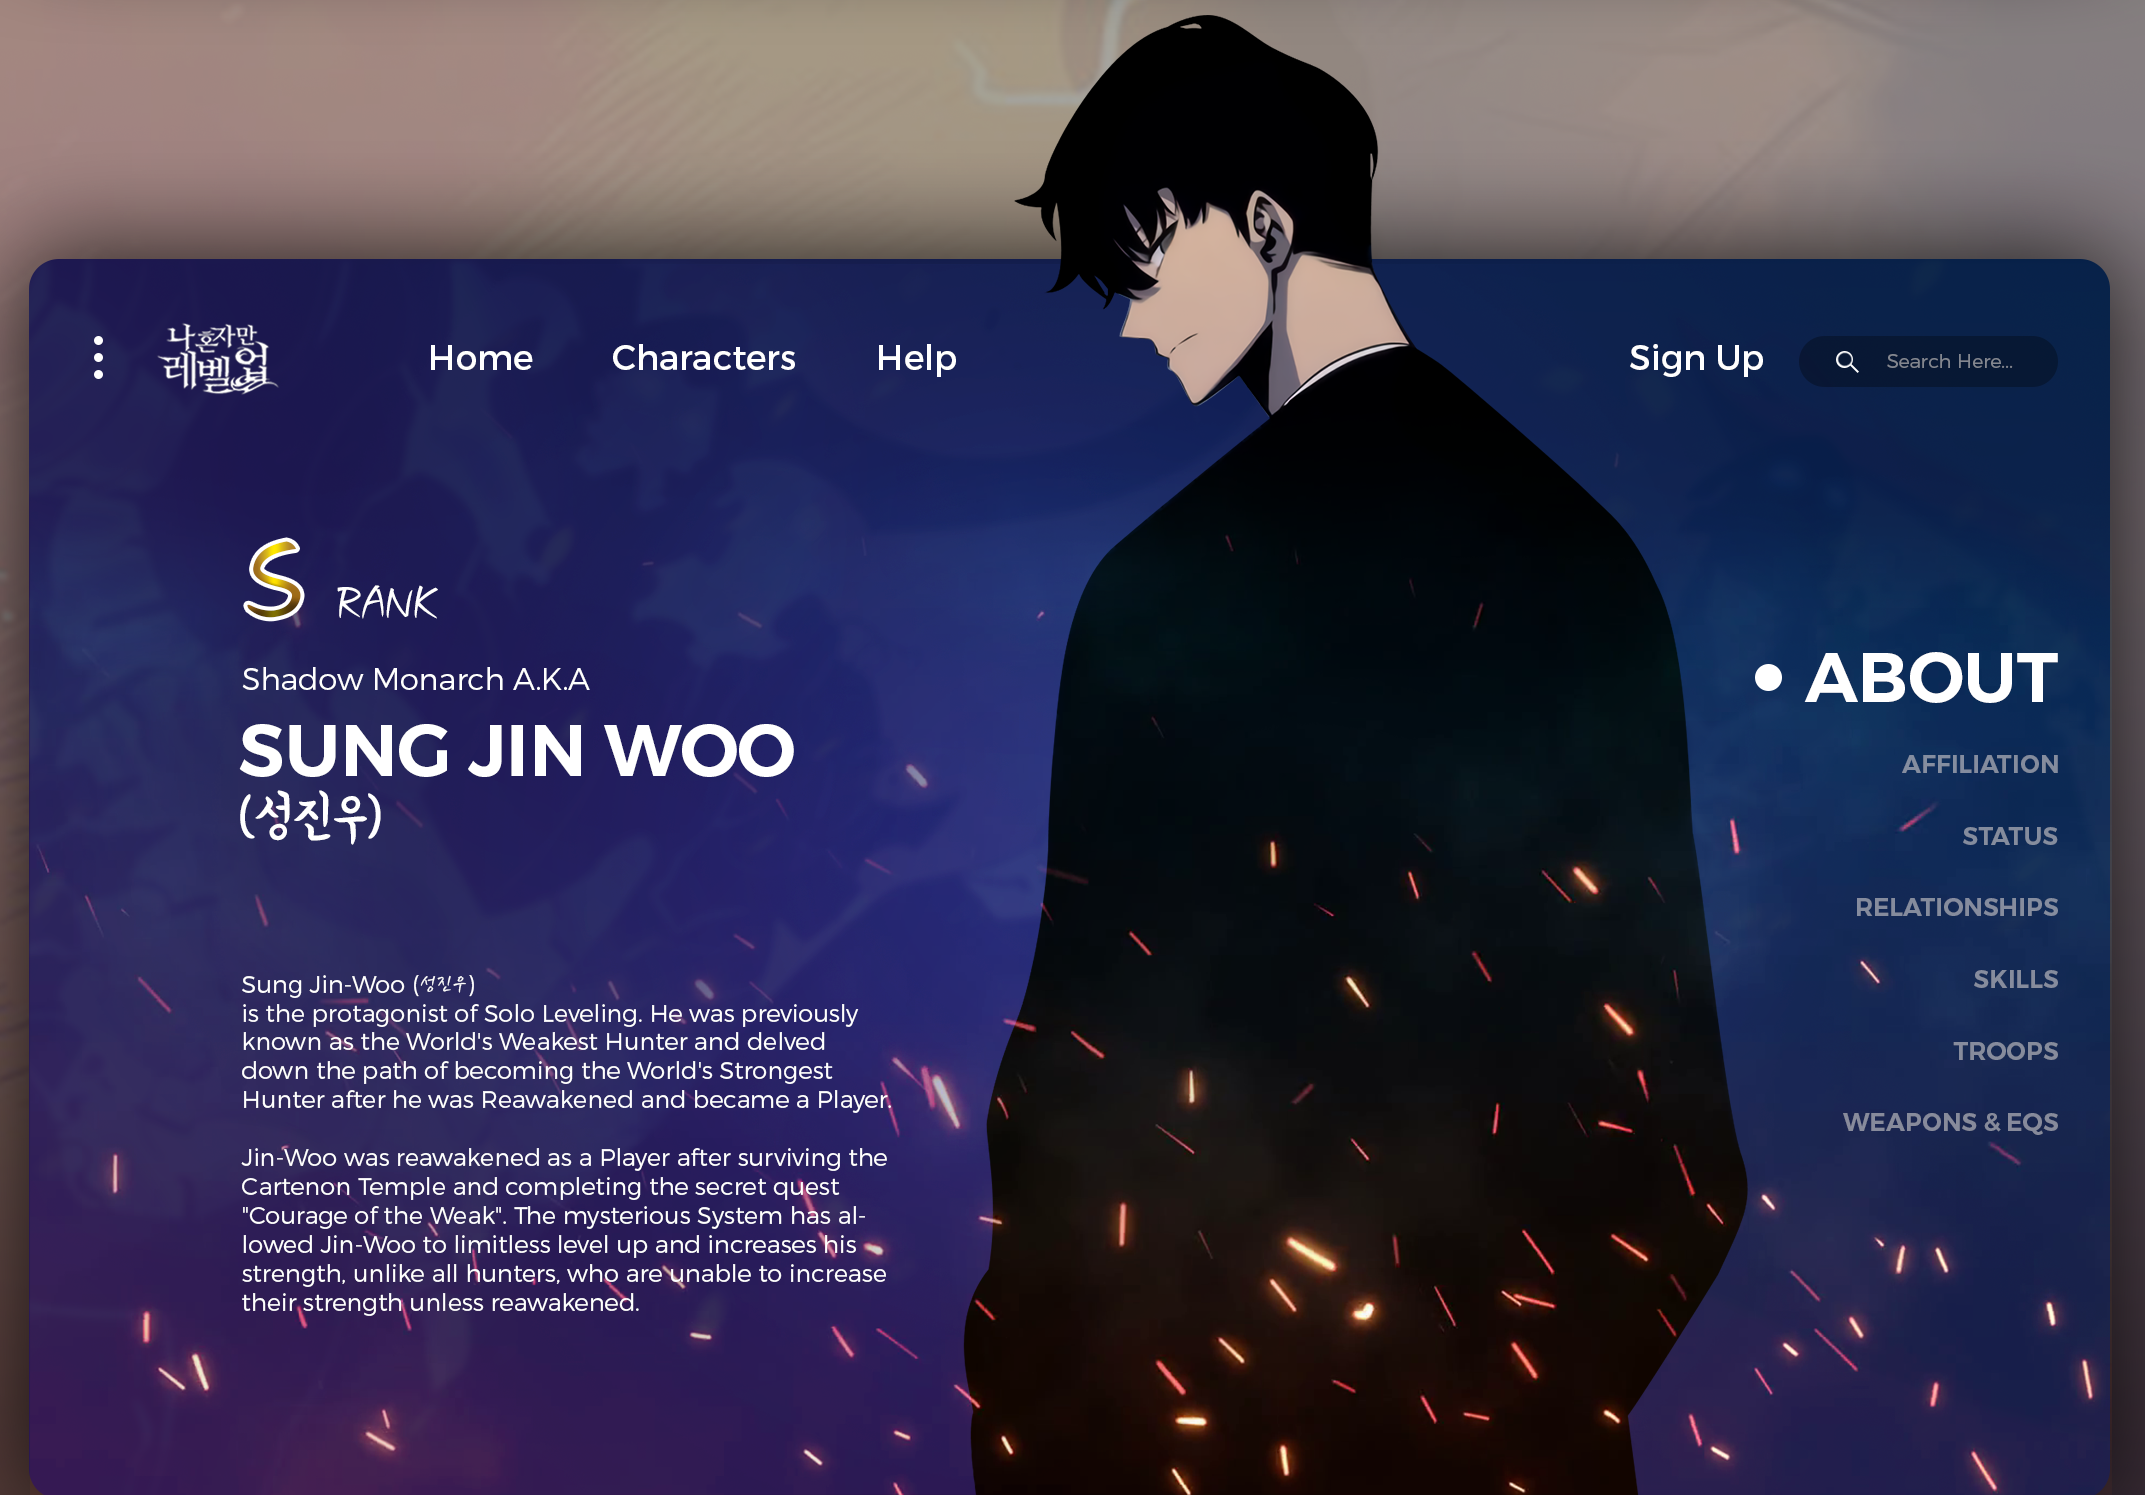 나 혼자만
레벨업
Home
Characters
Help
Sign Up
Search Here...
S RANK
Shadow Monarch A.K.A
SUNG JIN WOO
(성진우)
Sung Jin-Woo (성진우)
is the protagonist of Solo Leveling. He was previously
known as the World's Weakest Hunter and delved
down the path of becoming the World's Strongest
Hunter after he was Reawakened and became a Player.
Jin-Woo was reawakened as a Player after surviving the
Cartenon Temple and completing the secret quest
"Courage of the Weak". The mysterious System has al-
lowed Jin-Woo to limitless level up and increases his
strength, unlike all hunters, who are unable to increase
their strength unless reawakened.
• ABOUT
AFFILIATION
STATUS
RELATIONSHIPS
SKILLS
TROOPS
WEAPONS & EQS